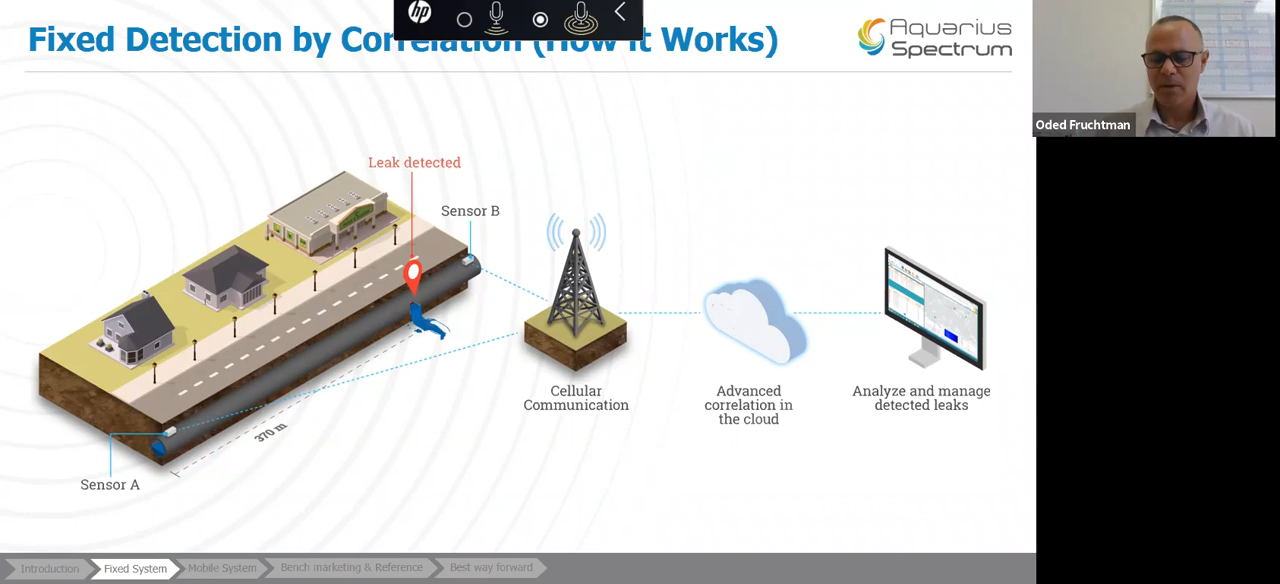 Fixed Detection by Correlation (How it Works)
hp
Aquarius
Spectrum
Oded Fruchtman
Leak detected
Sensor B
Cellular
Communication
Advanced
correlation in
the cloud
Analyze and manage
detected leaks
370 m
Sensor A
Introduction
Fixed System
Mobile System
Bench marketing & Reference
Best way forward